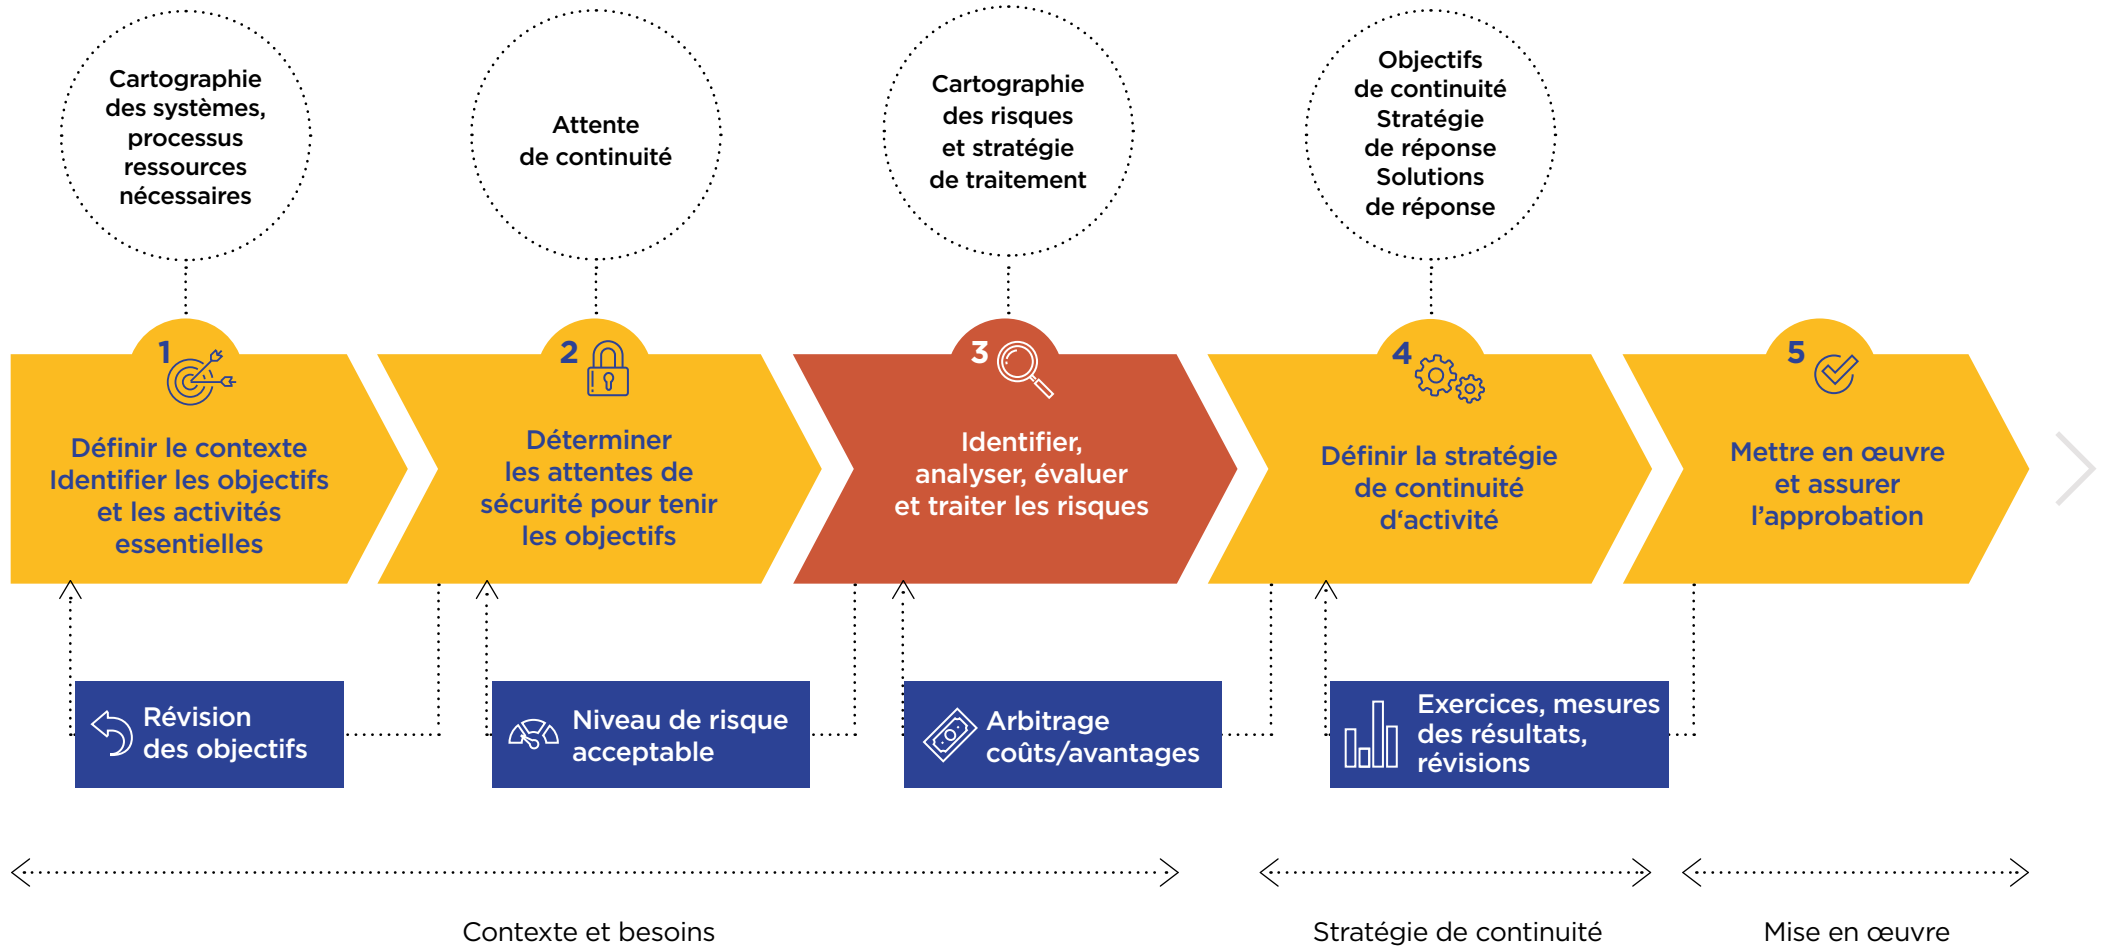 Cartographie
des systèmes,
processus
ressources
nécessaires
Attente
de continuité
Cartographie
des risques
et stratégie
de traitement
Objectifs
de continuité
Stratégie
de réponse
Solutions
de réponse
1
Définir le contexte
Identifier les objectifs
et les activités
essentielles
2
Déterminer
les attentes de
sécurité pour tenir
les objectifs
3
Identifier,
analyser, évaluer
et traiter les risques
4
Définir la stratégie
de continuité
d‘activité
5
Mettre en œuvre
et assurer
l’approbation
Révision
des objectifs
Niveau de risque
acceptable
Arbitrage
coûts/avantages
Exercices, mesures
des résultats,
révisions
Contexte et besoins
Stratégie de continuité
Mise en œuvre